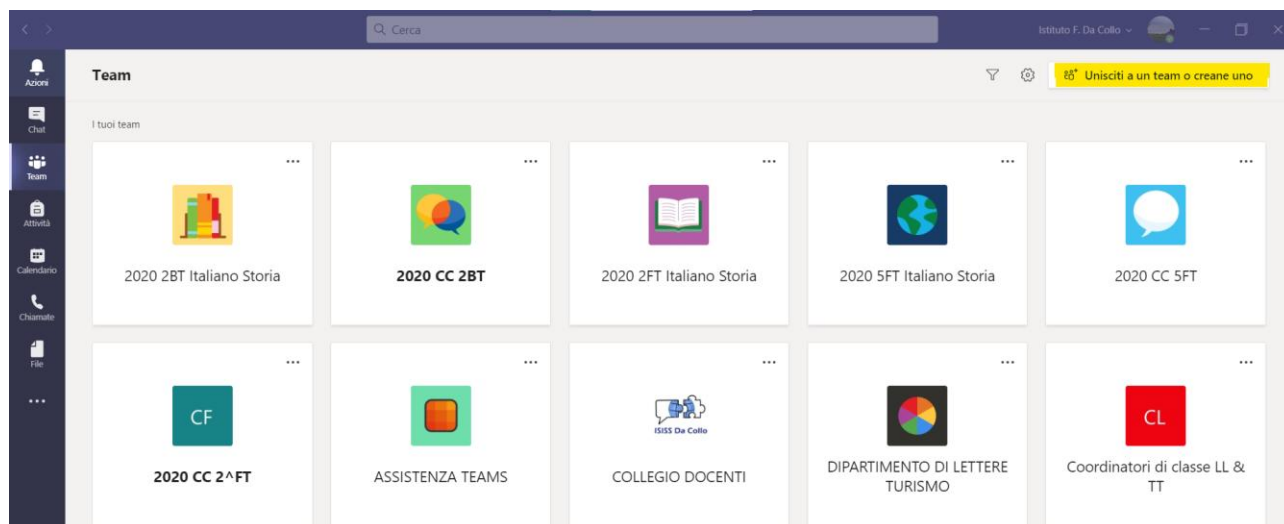 Cerca
Istituto F. Da Collo
Azioni
Chat
Team
Attività
Calendario
Chiamate
File
Team
Unisciti a un team o creane uno
I tuoi team
2020 2BT Italiano Storia
2020 CC 2BT
2020 2FT Italiano Storia
2020 5FT Italiano Storia
2020 CC 5FT
CF
2020 CC 2^FT
ASSISTENZA TEAMS
ISISS Da Collo
COLLEGIO DOCENTI
DIPARTIMENTO DI LETTERE
TURISMO
CL
Coordinatori di classe LL &
TT